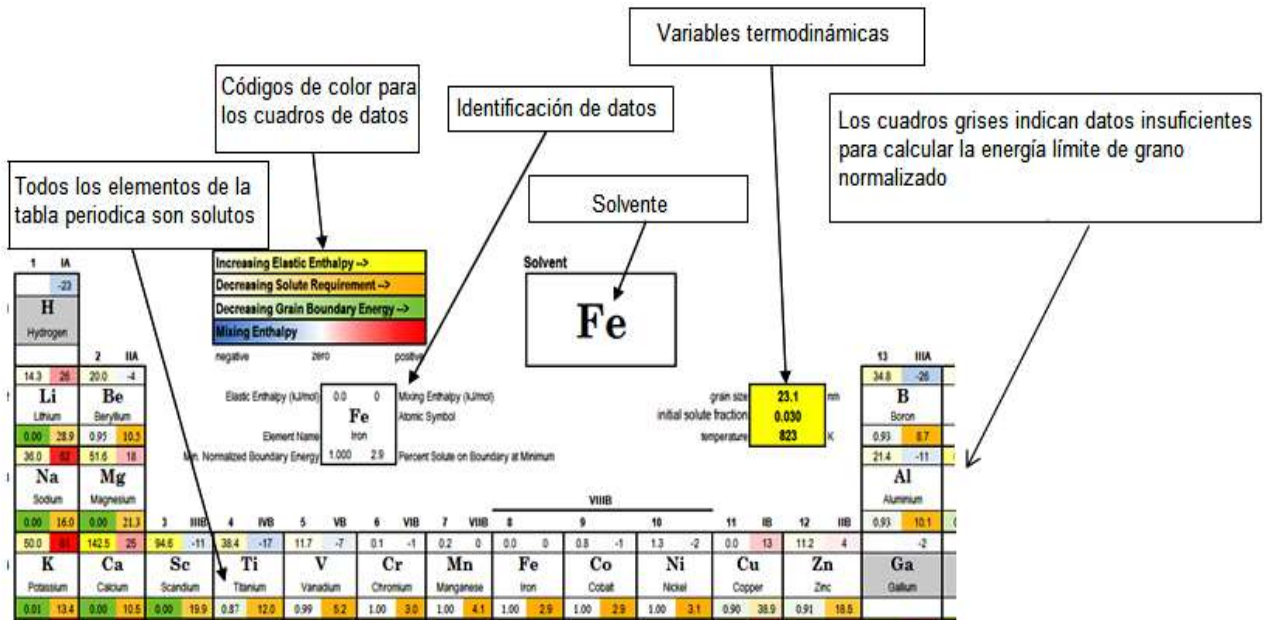 Variables termodinámicas
Códigos de color para
los cuadros de datos
Identificación de datos
Los cuadros grises indican datos insuficientes
para calcular la energía límite de grano
normalizado
Todos los elementos de la
tabla periodica son solutos
Solvente
1 IA
Increasing Elastic Enthalpy -->
Decreasing Solute Requirement -->
Decreasing Grain Boundary Energy -->
Mixing Enthalpy
negative zero positive
Solvent
Fe
-23
H
Hydrogen
2 IIA
13 IIIA
14.3 26 20.0 -4
Li Be
Lithium Beryllium
0.00 28.9 0.95 10.5
Elastic Enthalpy (kJ/mol) 0.0 0 Mixing Enthalpy (kJ/mol)
Fe Atomic Symbol
Element Name Iron
Min. Normalized Boundary Energy 1.000 2.9 Percent Solute on Boundary at Minimum
grain size 23.1 nm
initial solute fraction 0.030
temperature 823 K
34.8 -26
B
Boron
0.93 8.7
36.0 62 51.6 18
Na Mg
Sodium Magnesium
0.00 16.0 0.00 21.3
21.4 -11
Al
Aluminium
0.93 10.1
VIIIB
3 IIIB 4 IVB 5 VB 6 VIB 7 VIIB 8 9 10 11 IB 12 IIB
50.0 142.5 25 94.6 -11 38.4 -17 11.7 -7 0.1 -1 0.2 0 0.0 0 0.8 -1 1.3 -2 0.0 13 11.2 4 -2
K Ca Sc Ti V Cr Mn Fe Co Ni Cu Zn Ga
Potassium Calcium Scandium Titanium Vanadium Chromium Manganese Iron Cobalt Nickel Copper Zinc Gallium
0.01 13.4 0.00 10.5 0.00 19.9 0.87 12.0 0.99 5.2 1.00 3.0 1.00 4.1 1.00 2.9 1.00 2.9 1.00 3.1 0.90 38.9 0.91 18.5